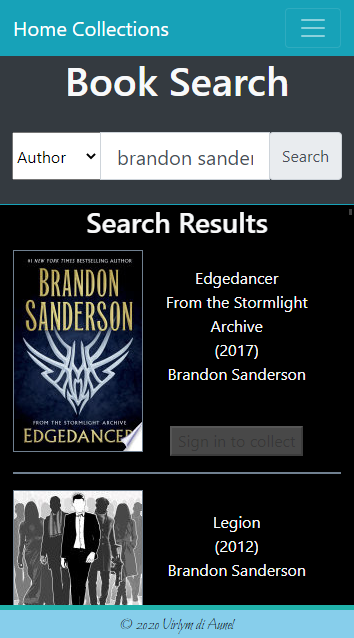 Home Collections
Book Search
Author
brandon sander
Search
Search Results
#1 NEW YORK TIMES BESTSELLING AUTHOR
BRANDON
SANDERSON
FROM THE STORMLIGHT ARCHIVE
EDGEDANCER
Edgedancer
From the Stormlight
Archive
(2017)
Brandon Sanderson
Sign in to collect
Legion
(2012)
Brandon Sanderson
© 2020 Virlym di Aunel